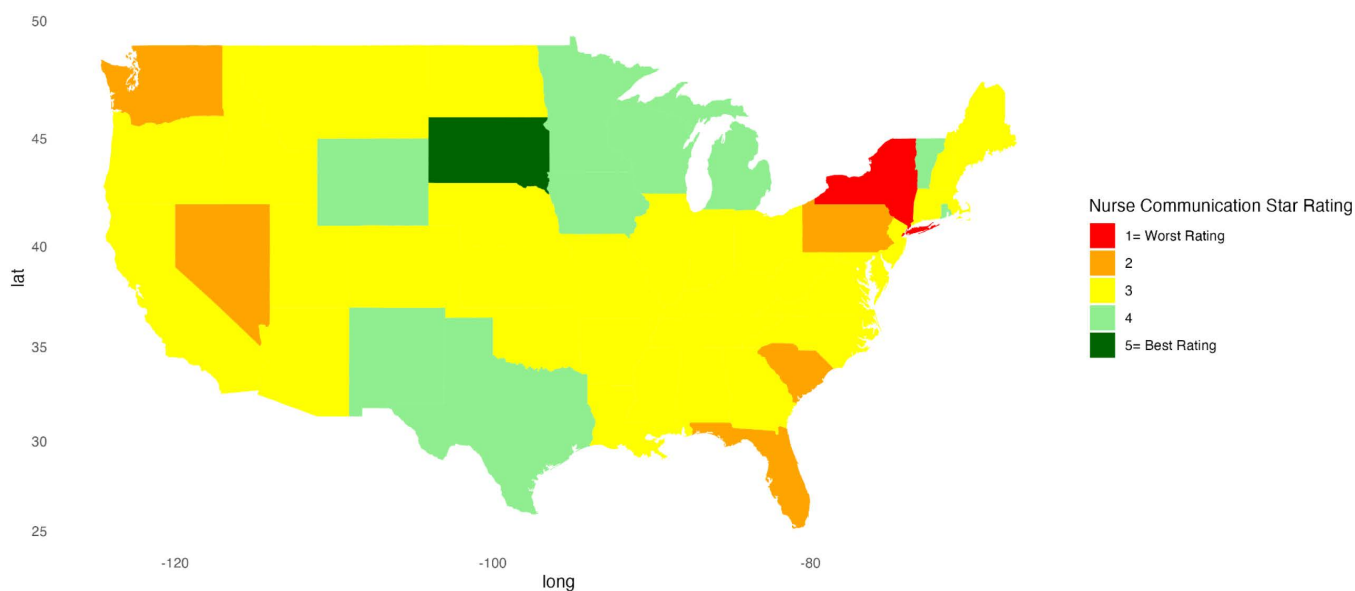 50
45
40
35
30
25
lat
-120
-100
-80
long
Nurse Communication Star Rating
1= Worst Rating
2
3
4
5= Best Rating